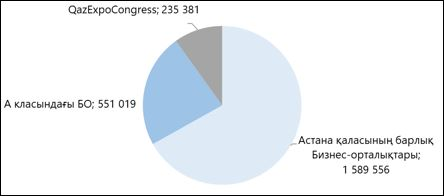 QazExpoCongress; 235 381
А класындағы БО; 551 019
Астана қаласының барлық
Бизнес-орталықтары;
1 589 556